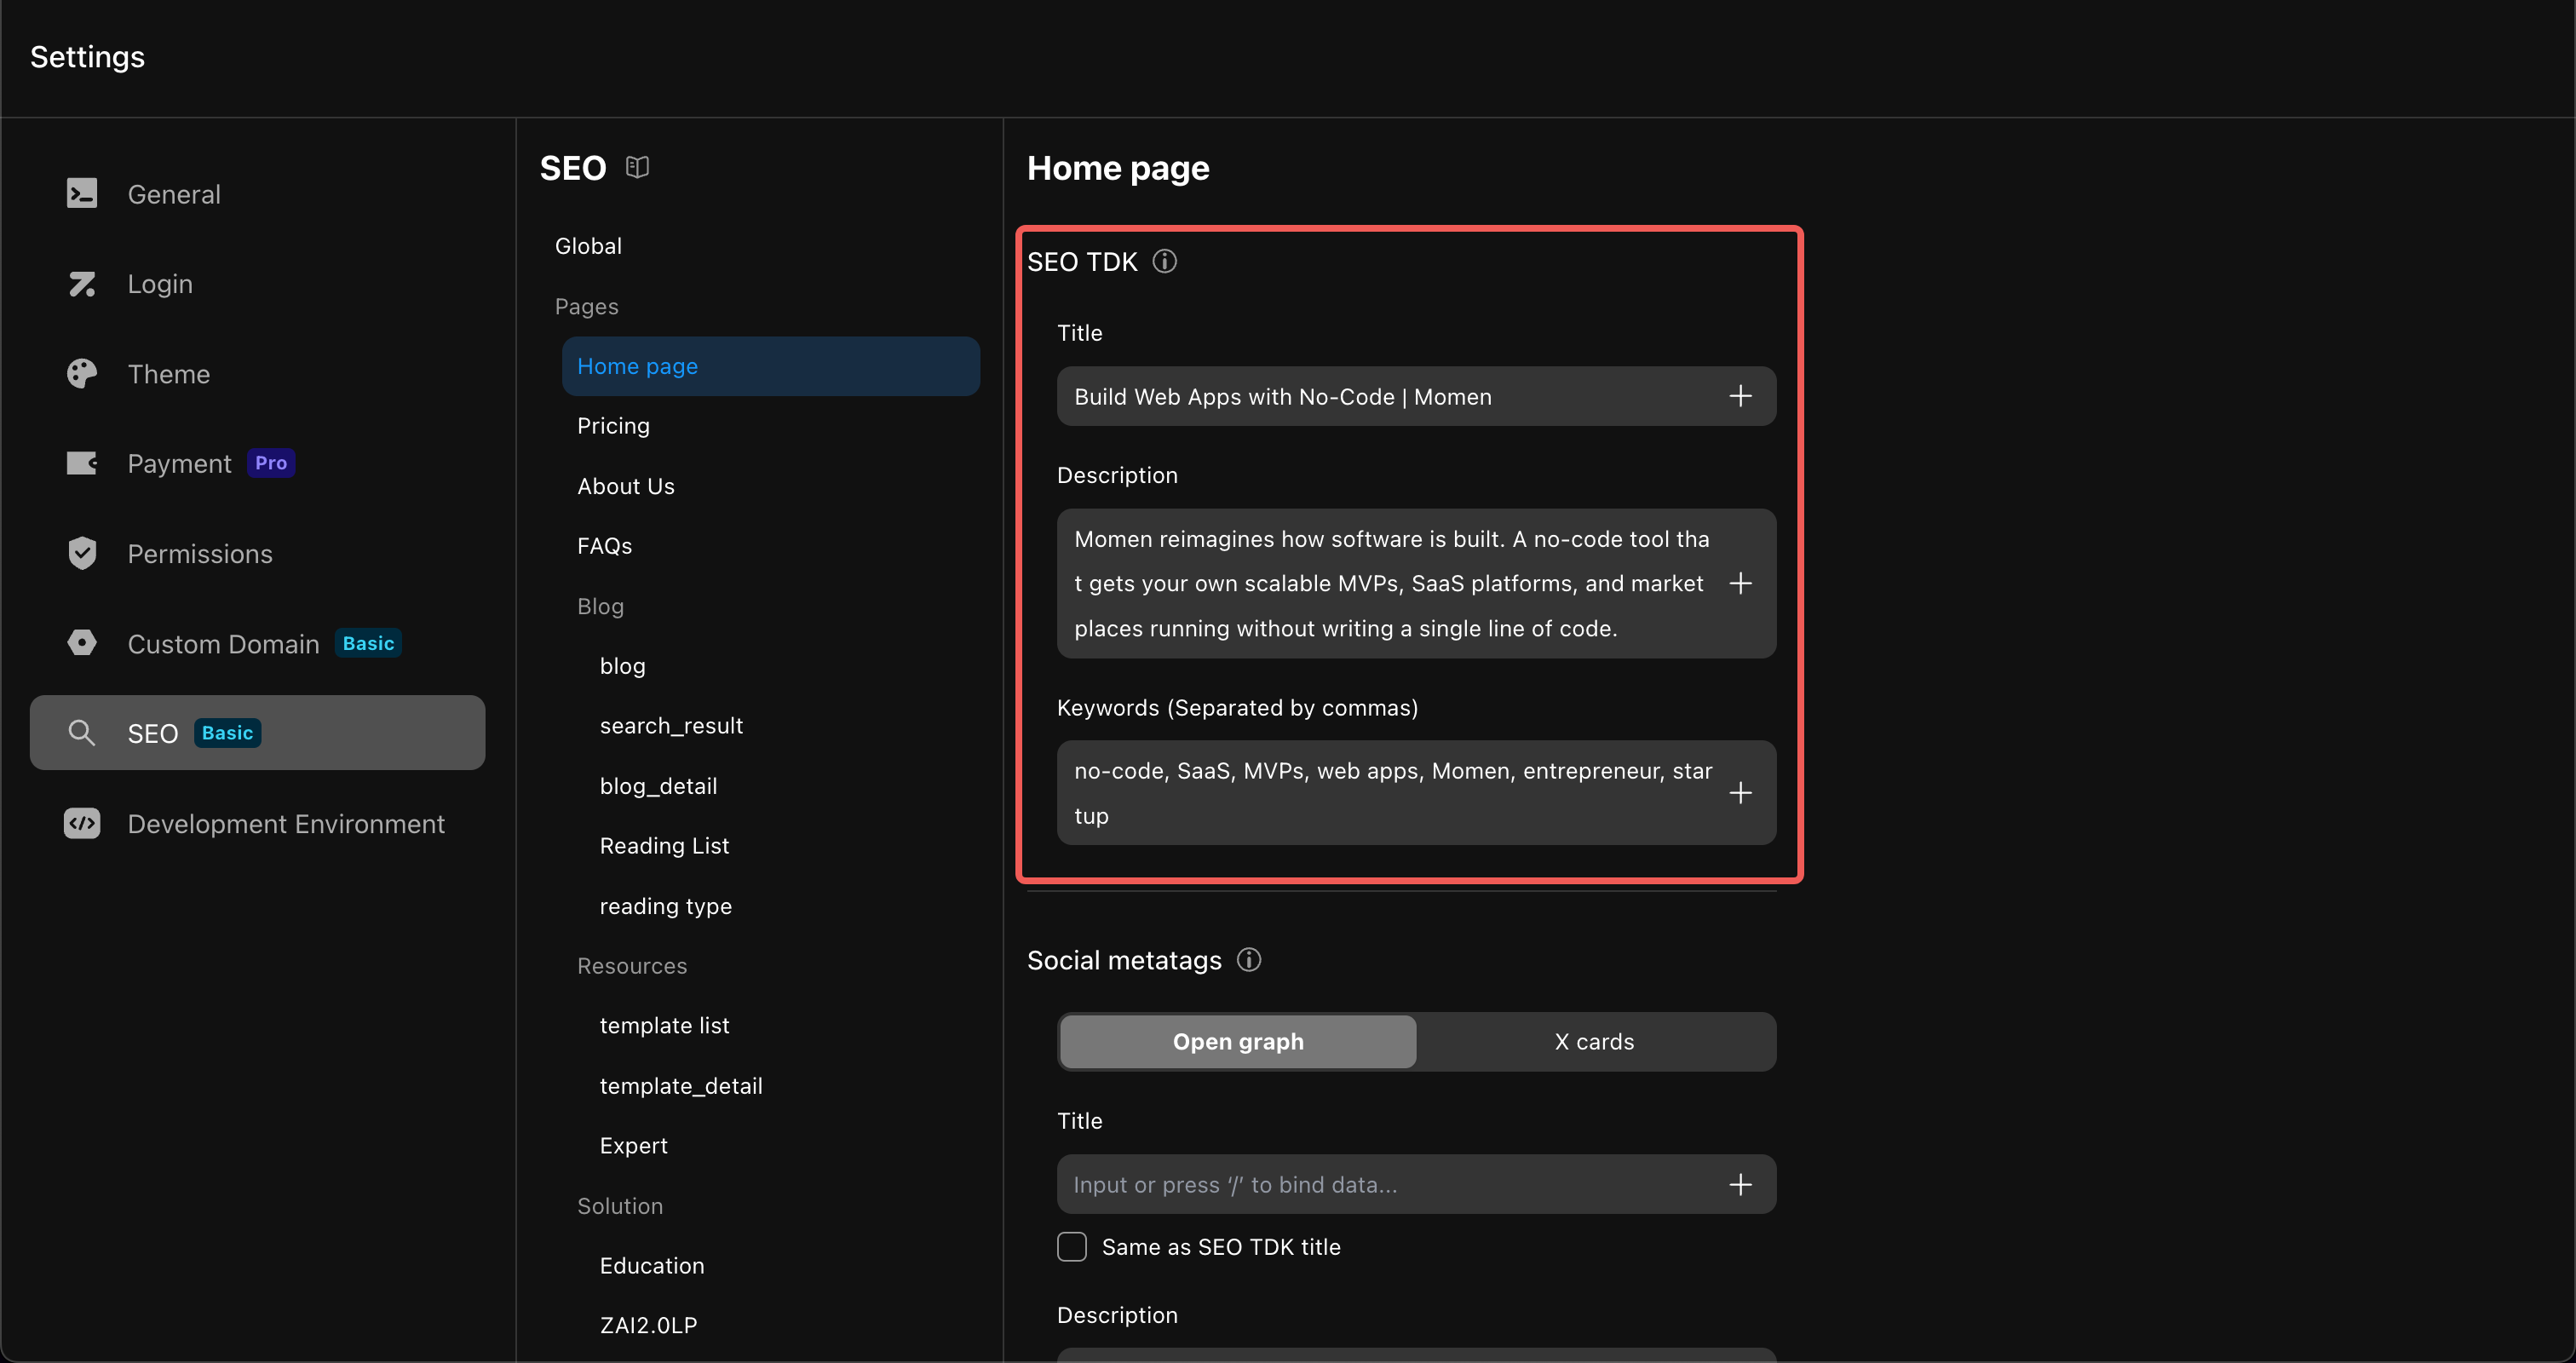 Settings
General
Login
Theme
Payment Pro
Permissions
Custom Domain Basic
SEO Basic
Development Environment
SEO
Global
Pages
Home page
Pricing
About Us
FAQs
Blog
blog
search_result
blog_detail
Reading List
reading type
Resources
template list
template_detail
Expert
Solution
Education
ZAI2.0LP
Home page
SEO TDK
Title
Build Web Apps with No-Code | Momen
Description
Momen reimagines how software is built. A no-code tool tha
t gets your own scalable MVPs, SaaS platforms, and market
places running without writing a single line of code.
Keywords (Separated by commas)
no-code, SaaS, MVPs, web apps, Momen, entrepreneur, star
tup
Social metatags
Open graph
X cards
Title
Input or press ‘/’ to bind data...
Same as SEO TDK title
Description